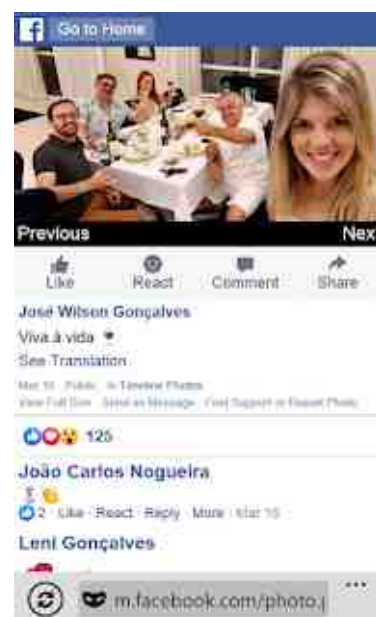 f Go to Home
Previous
Nex
Like React Comment Share
José Wilson Gonçalves
Viva à vida
See Translation
Mar 10 · Public · in Timeline Photos
View Full Size · Send as Message · Find Support or Report Photo
125
João Carlos Nogueira
2 · Like · React · Reply · More · Mar 10
Leni Gonçalves
m.facebook.com/photo.p
...